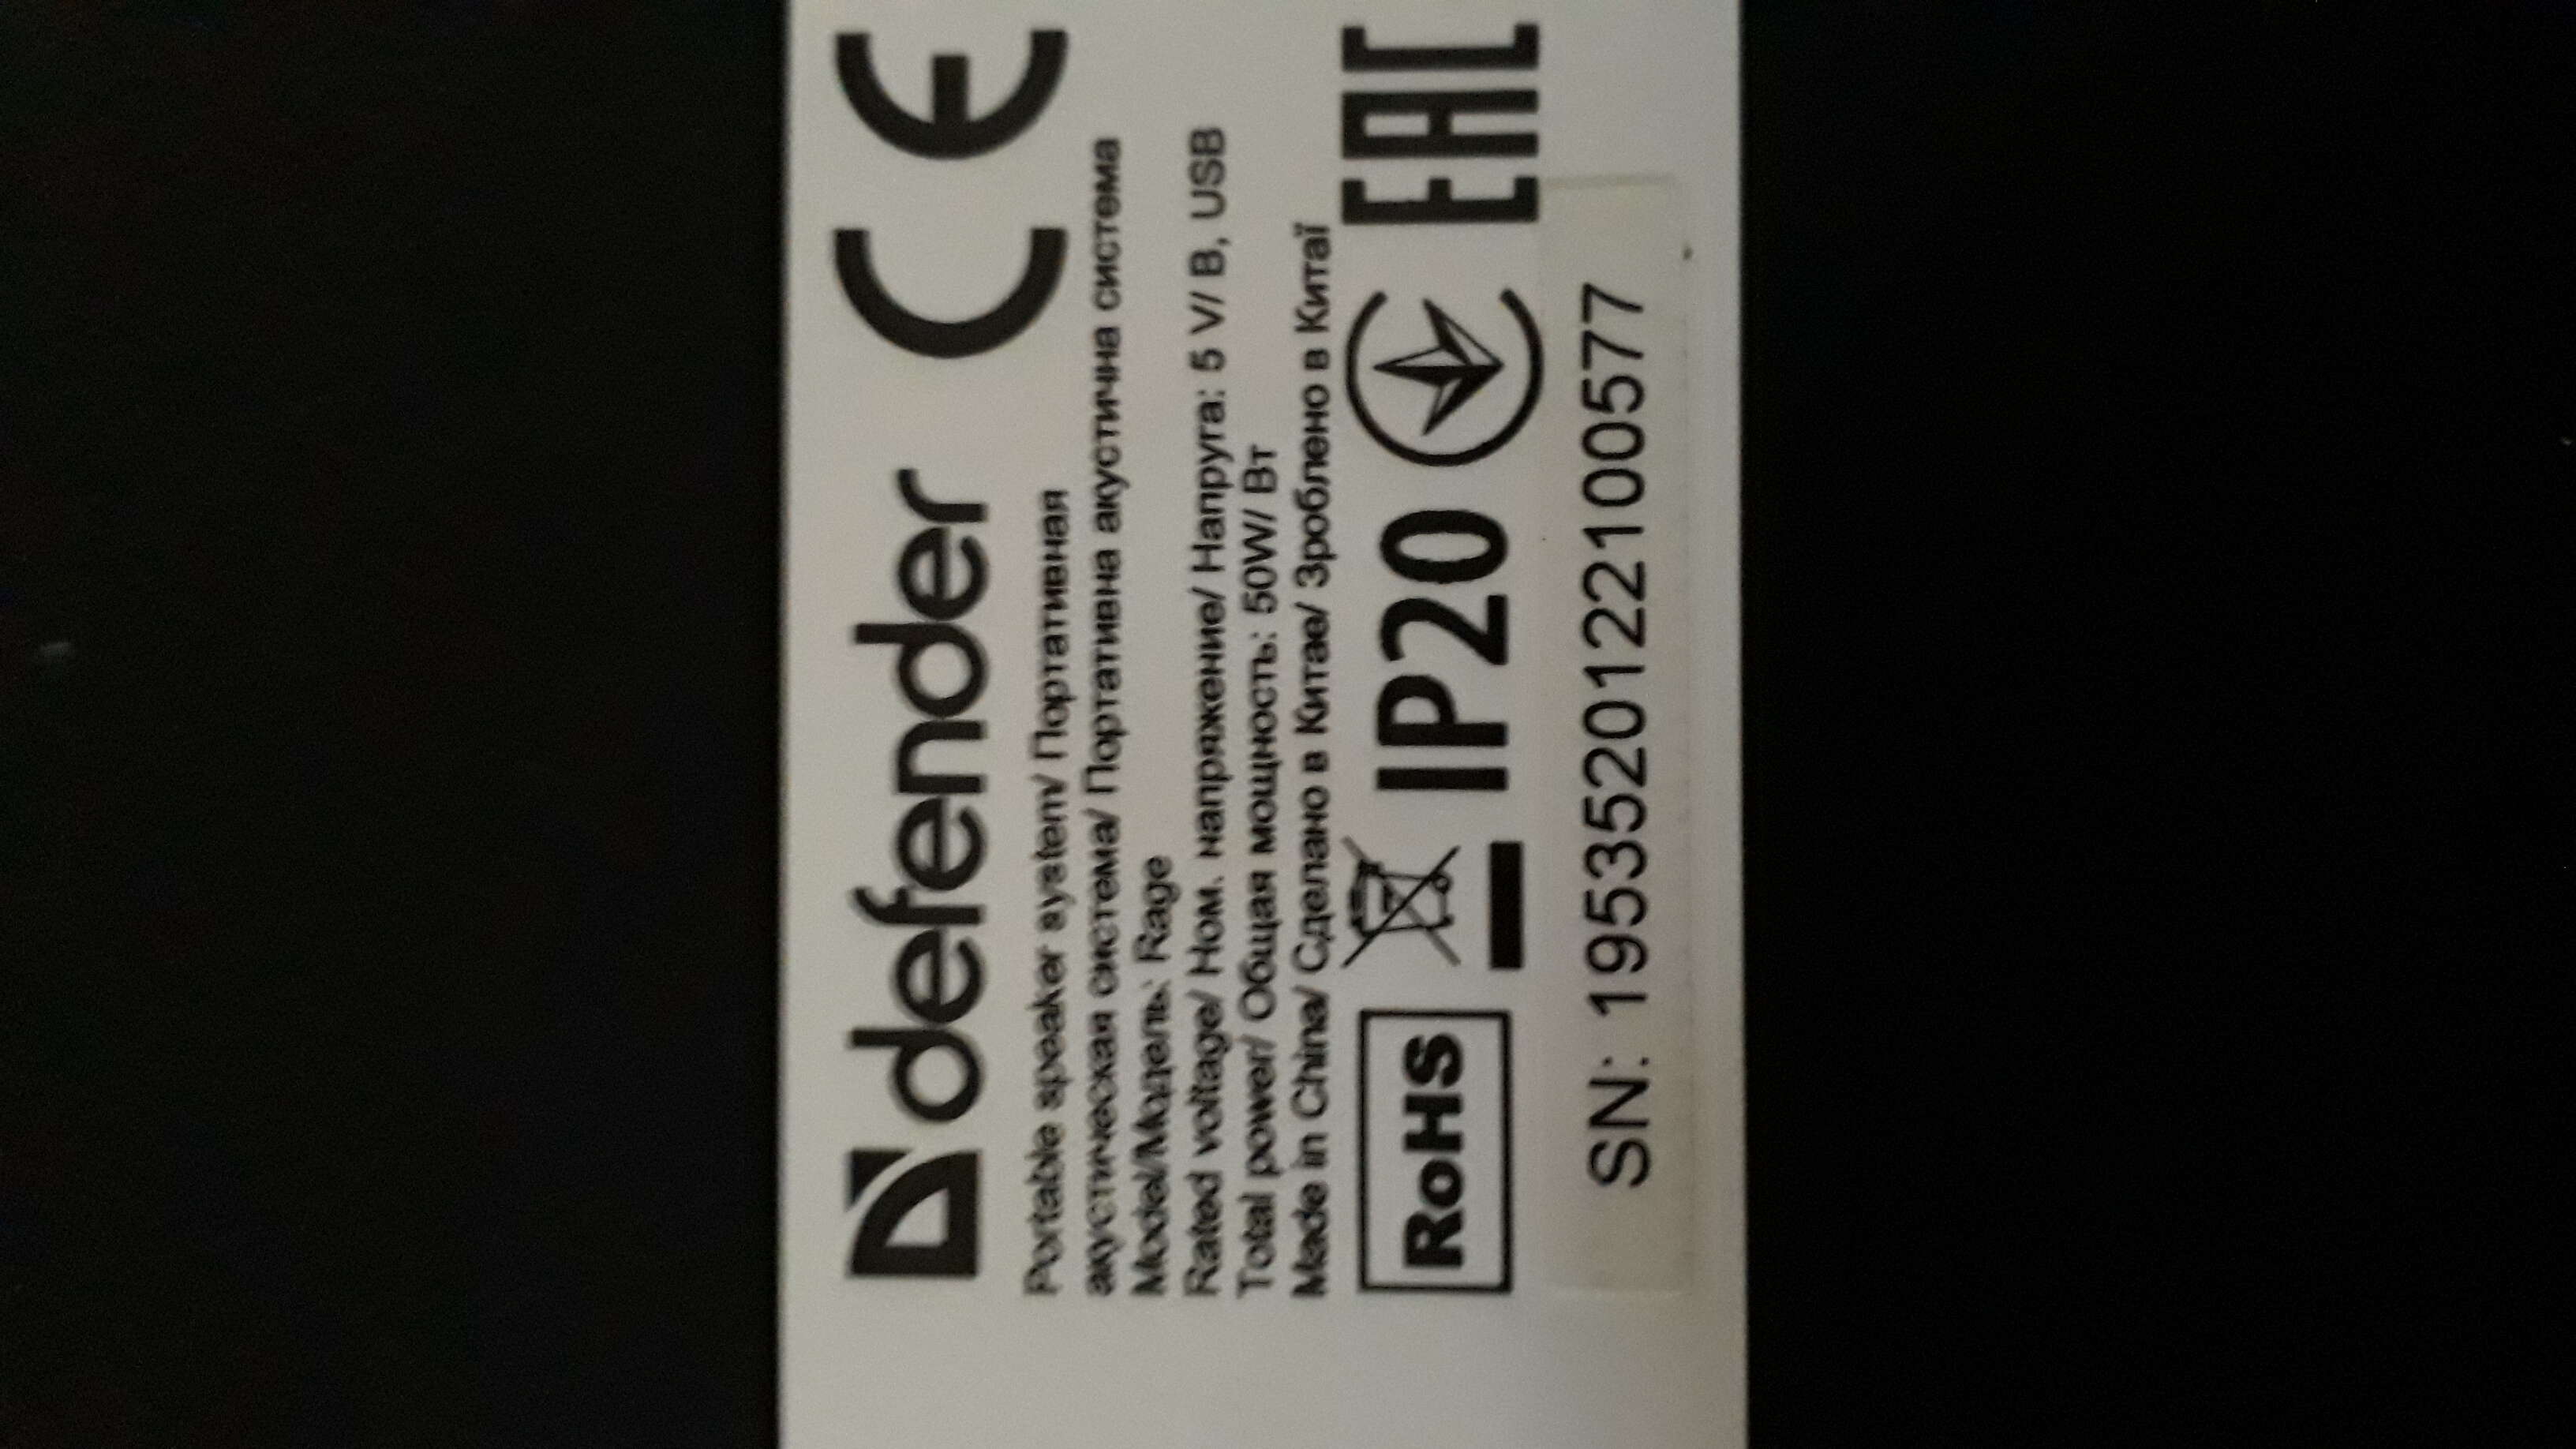 defender CE
Portable speaker system/ Портативная
акустическая система/ Портативна акустична система
Model/Модель: Rage
Rated voltage/ Ном. напряжение/ Напруга: 5 V/ B, USB
Total power/ Общая мощность: 50W/ Вт
Made in China/ Сделано в Китае/ Зроблено в Китаї
RoHS IP20 EAC
SN: 195352012210057​7